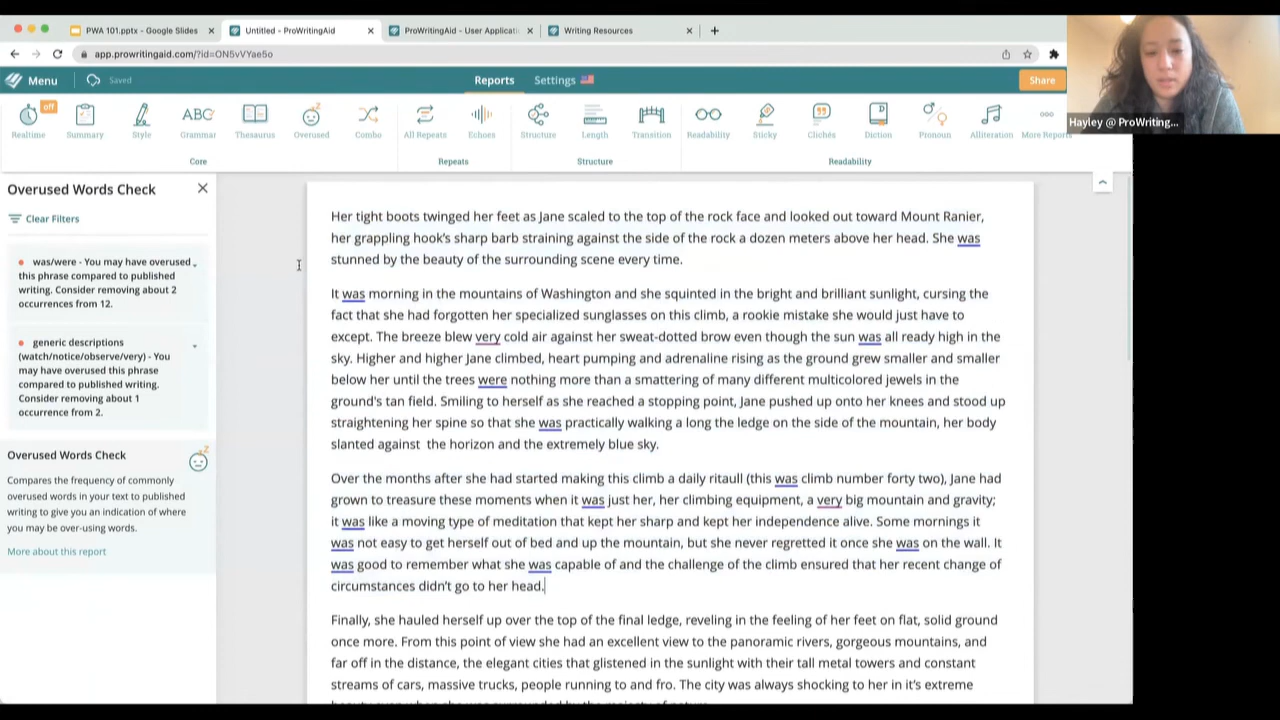 PWA 101.pptx - Google Slides
Untitled - ProWritingAid
ProWritingAid - User Applicati
Writing Resources
app.prowritingaid.com/?id=ON5vVYae5o
Menu
Saved
Reports
Settings
Share
off
Realtime
Summary
Style
ABC
Grammar
Thesaurus
Overused
Combo
All Repeats
Echoes
Structure
Length
Transition
Readability
Sticky
Clichés
Diction
Pronoun
Alliteration
More Reports
Core
Repeats
Structure
Readability
Hayley @ ProWriting...
Overused Words Check
Clear Filters
was/were - You may have overused
this phrase compared to published
writing. Consider removing about 2
occurrences from 12.
generic descriptions
(watch/notice/observe/very) - You
may have overused this phrase
compared to published writing.
Consider removing about 1
occurrence from 2.
Overused Words Check
Compares the frequency of commonly
overused words in your text to published
writing to give you an indication of where
you may be over-using words.
More about this report
Her tight boots twinged her feet as Jane scaled to the top of the rock face and looked out toward Mount Ranier,
her grappling hook's sharp barb straining against the side of the rock a dozen meters above her head. She was
stunned by the beauty of the surrounding scene every time.
It was morning in the mountains of Washington and she squinted in the bright and brilliant sunlight, cursing the
fact that she had forgotten her specialized sunglasses on this climb, a rookie mistake she would just have to
except. The breeze blew very cold air against her sweat-dotted brow even though the sun was all ready high in the
sky. Higher and higher Jane climbed, heart pumping and adrenaline rising as the ground grew smaller and smaller
below her until the trees were nothing more than a smattering of many different multicolored jewels in the
ground's tan field. Smiling to herself as she reached a stopping point, Jane pushed up onto her knees and stood up
straightening her spine so that she was practically walking a long the ledge on the side of the mountain, her body
slanted against  the horizon and the extremely blue sky.
Over the months after she had started making this climb a daily ritaull (this was climb number forty two), Jane had
grown to treasure these moments when it was just her, her climbing equipment, a very big mountain and gravity;
it was like a moving type of meditation that kept her sharp and kept her independence alive. Some mornings it
was not easy to get herself out of bed and up the mountain, but she never regretted it once she was on the wall. It
was good to remember what she was capable of and the challenge of the climb ensured that her recent change of
circumstances didn't go to her head.
Finally, she hauled herself up over the top of the final ledge, reveling in the feeling of her feet on flat, solid ground
once more. From this point of view she had an excellent view to the panoramic rivers, gorgeous mountains, and
far off in the distance, the elegant cities that glistened in the sunlight with their tall metal towers and constant
streams of cars, massive trucks, people running to and fro. The city was always shocking to her in it's extreme